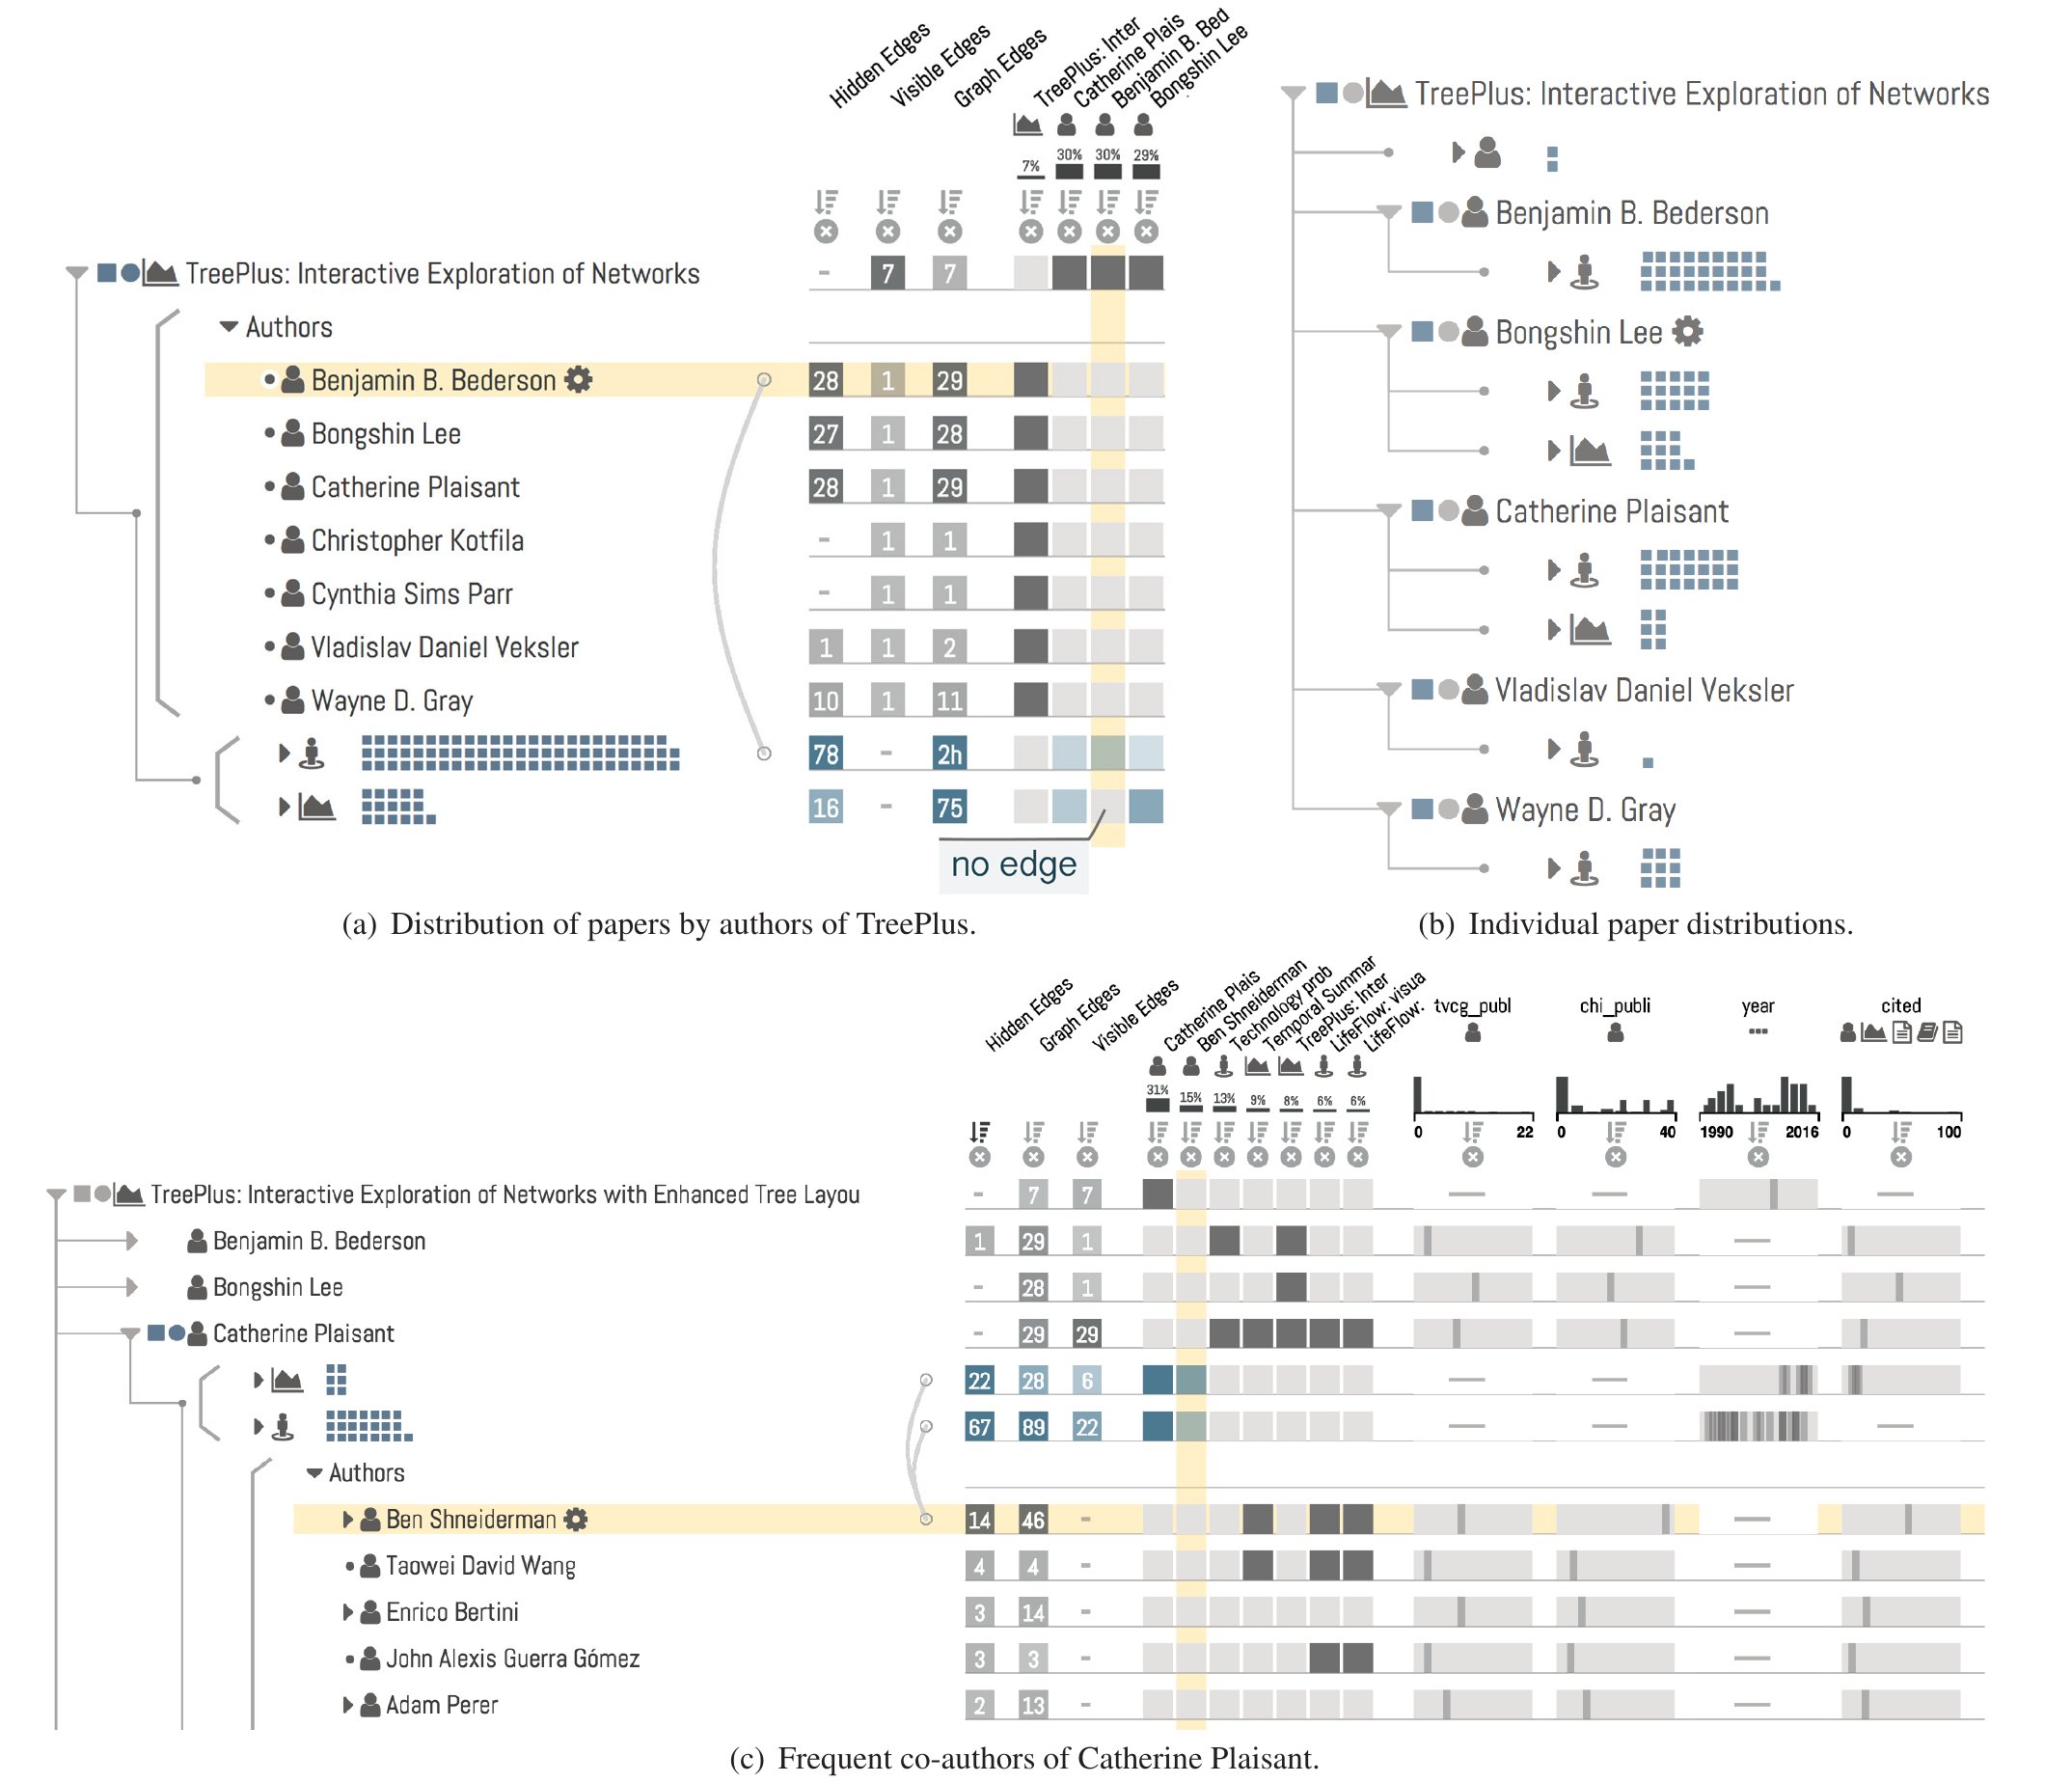 Hidden Edges
Visible Edges
Graph Edges
TreePlus: Inter
Catherine Plais
Benjamin B. Bed
Bongshin Lee
7% 30% 30% 29%
TreePlus: Interactive Exploration of Networks - 7 7
Authors
Benjamin B. Bederson 28 1 29
Bongshin Lee 27 1 28
Catherine Plaisant 28 1 29
Christopher Kotfila - 1 1
Cynthia Sims Parr - 1 1
Vladislav Daniel Veksler 1 1 2
Wayne D. Gray 10 1 11
78 - 2h
16 - 75
no edge
(a) Distribution of papers by authors of TreePlus.
TreePlus: Interactive Exploration of Networks
Benjamin B. Bederson
Bongshin Lee
Catherine Plaisant
Vladislav Daniel Veksler
Wayne D. Gray
(b) Individual paper distributions.
Hidden Edges
Graph Edges
Visible Edges
Catherine Plais
Ben Shneiderman
Technology prob
Temporal Summar
TreePlus: Inter
LifeFlow: visua
LifeFlow:
tvcg_publ chi_publi year cited
31% 15% 13% 9% 8% 6% 6%
0 22 0 40 1990 2016 0 100
TreePlus: Interactive Exploration of Networks with Enhanced Tree Layou - 7 7
Benjamin B. Bederson 1 29 1
Bongshin Lee - 28 1
Catherine Plaisant - 29 29
22 28 6
67 89 22
Authors
Ben Shneiderman 14 46 -
Taowei David Wang 4 4 -
Enrico Bertini 3 14 -
John Alexis Guerra Gómez 3 3 -
Adam Perer 2 13 -
(c) Frequent co-authors of Catherine Plaisant.